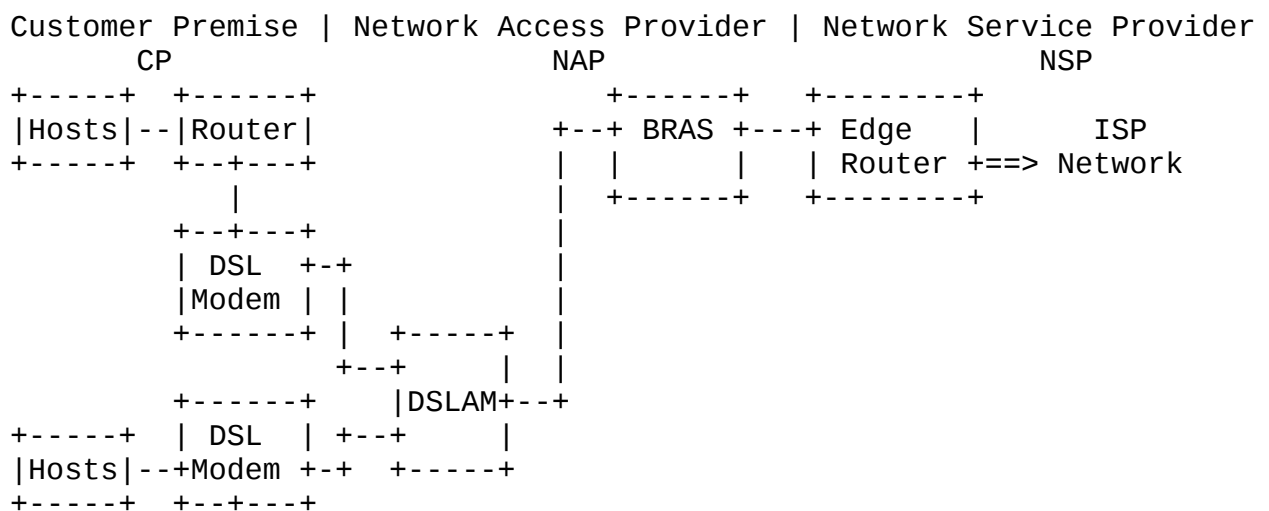 Customer Premise | Network Access Provider | Network Service Provider
CP NAP NSP
+-----+ +------+ +------+ +--------+
|Hosts|--|Router| +--+ BRAS +---+ Edge | ISP
+-----+ +--+---+ | | | | Router +==> Network
| | +------+ +--------+
+--+---+ |
| DSL +-+ |
|Modem | | |
+------+ | +-----+ |
+--+ | |
+------+ |DSLAM+--+
+-----+ | DSL | +--+ |
|Hosts|--+Modem +-+ +-----+
+-----+ +--+---+